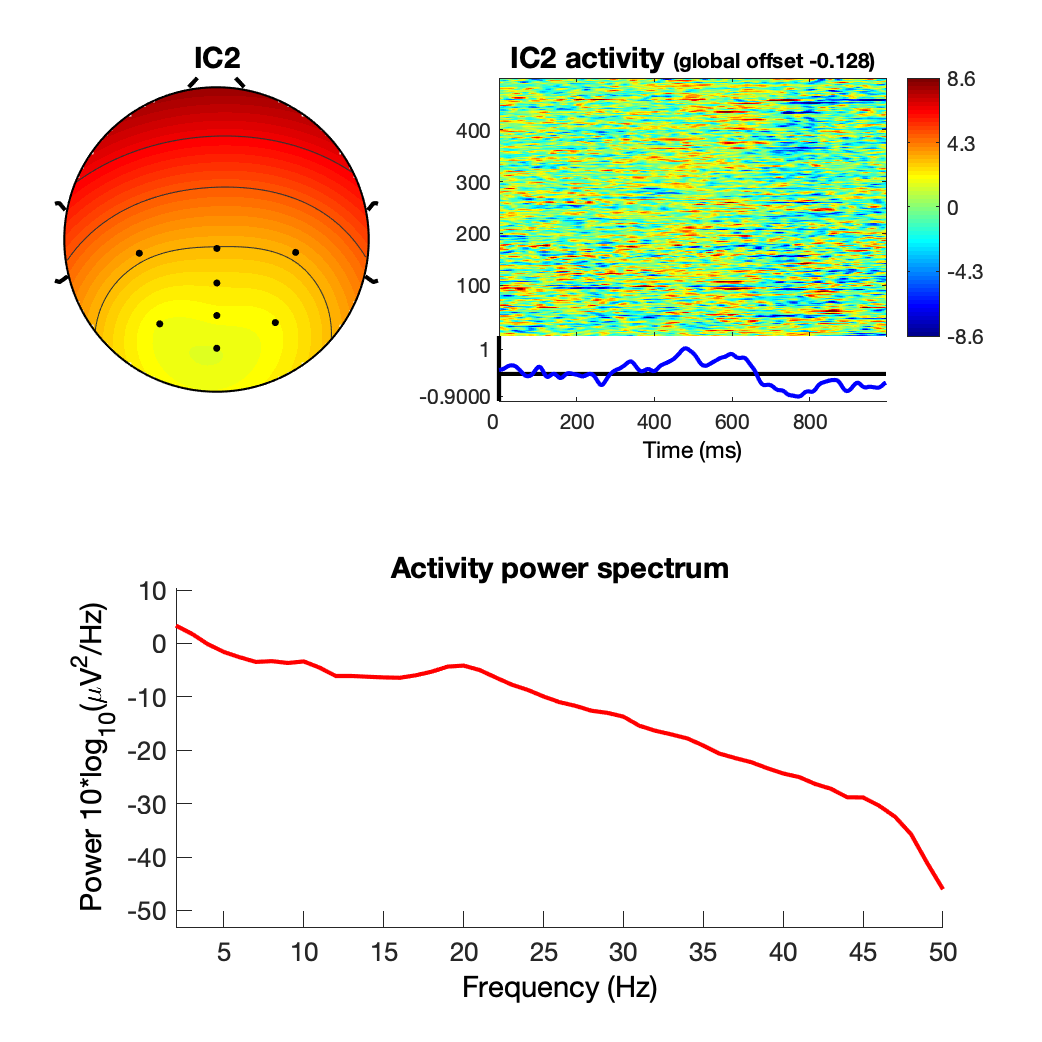 IC2
IC2 activity (global offset -0.128)
8.6
4.3
0
-4.3
-8.6
400
300
200
100
1
-0.9000
0 200 400 600 800
Time (ms)
Activity power spectrum
Power 10*log10(μV2/Hz)
10
0
-10
-20
-30
-40
-50
5 10 15 20 25 30 35 40 45 50
Frequency (Hz)